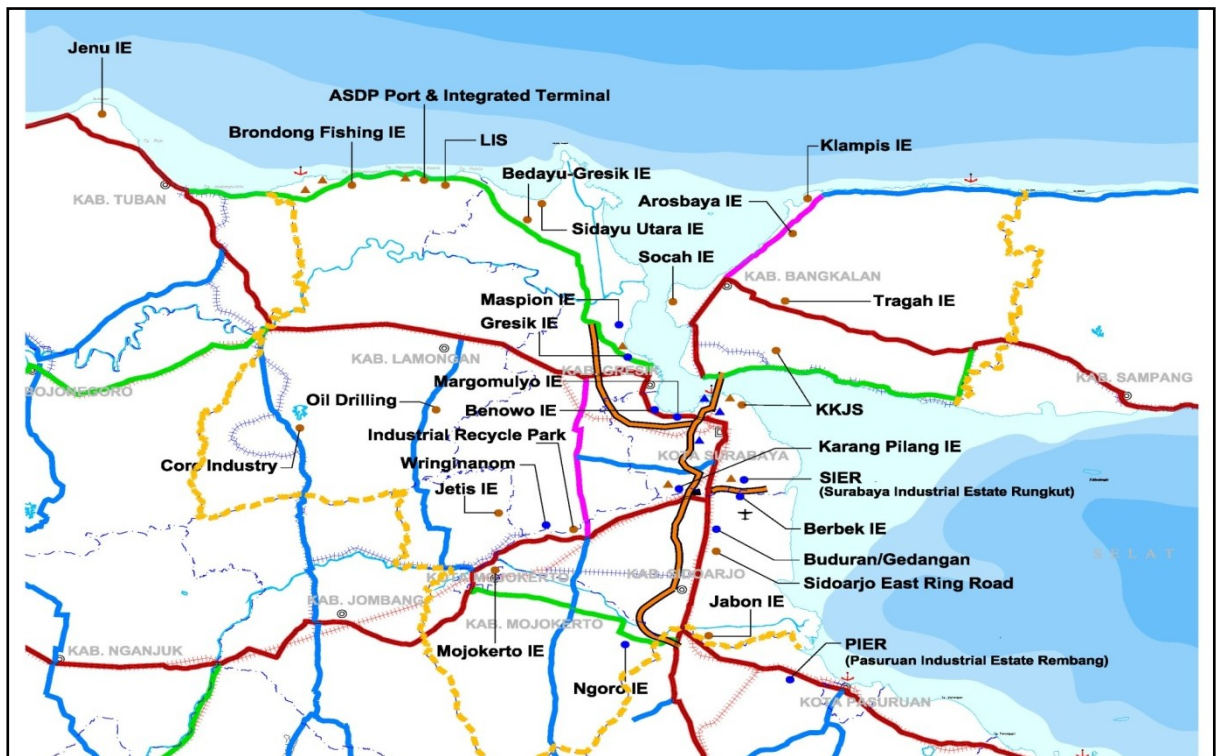 Jenu IE
ASDP Port & Integrated Terminal
Brondong Fishing IE
LIS
Klampis IE
Bedayu-Gresik IE
KAB. TUBAN
Arosbaya IE
Sidayu Utara IE
Socah IE
KAB. BANGKALAN
Maspion IE
Tragah IE
Gresik IE
KAB. LAMONGAN
KAB. GRESIK
Margomulyo IE
KAB. SAMPANG
BOJONEGORO
Oil Drilling
Benowo IE
KKJS
Industrial Recycle Park
Karang Pilang IE
KOTA SURABAYA
Core Industry
Wringinanom
SIER
Jetis IE
(Surabaya Industrial Estate Rungkut)
Berbek IE
SELAT
Buduran/Gedangan
KOTA MOJOKERTO
KAB. SIDOARJO
Sidoarjo East Ring Road
KAB. JOMBANG
Jabon IE
KAB. MOJOKERTO
PIER
KAB. NGANJUK
Mojokerto IE
(Pasuruan Industrial Estate Rembang)
Ngoro IE
KOTA PASURUAN